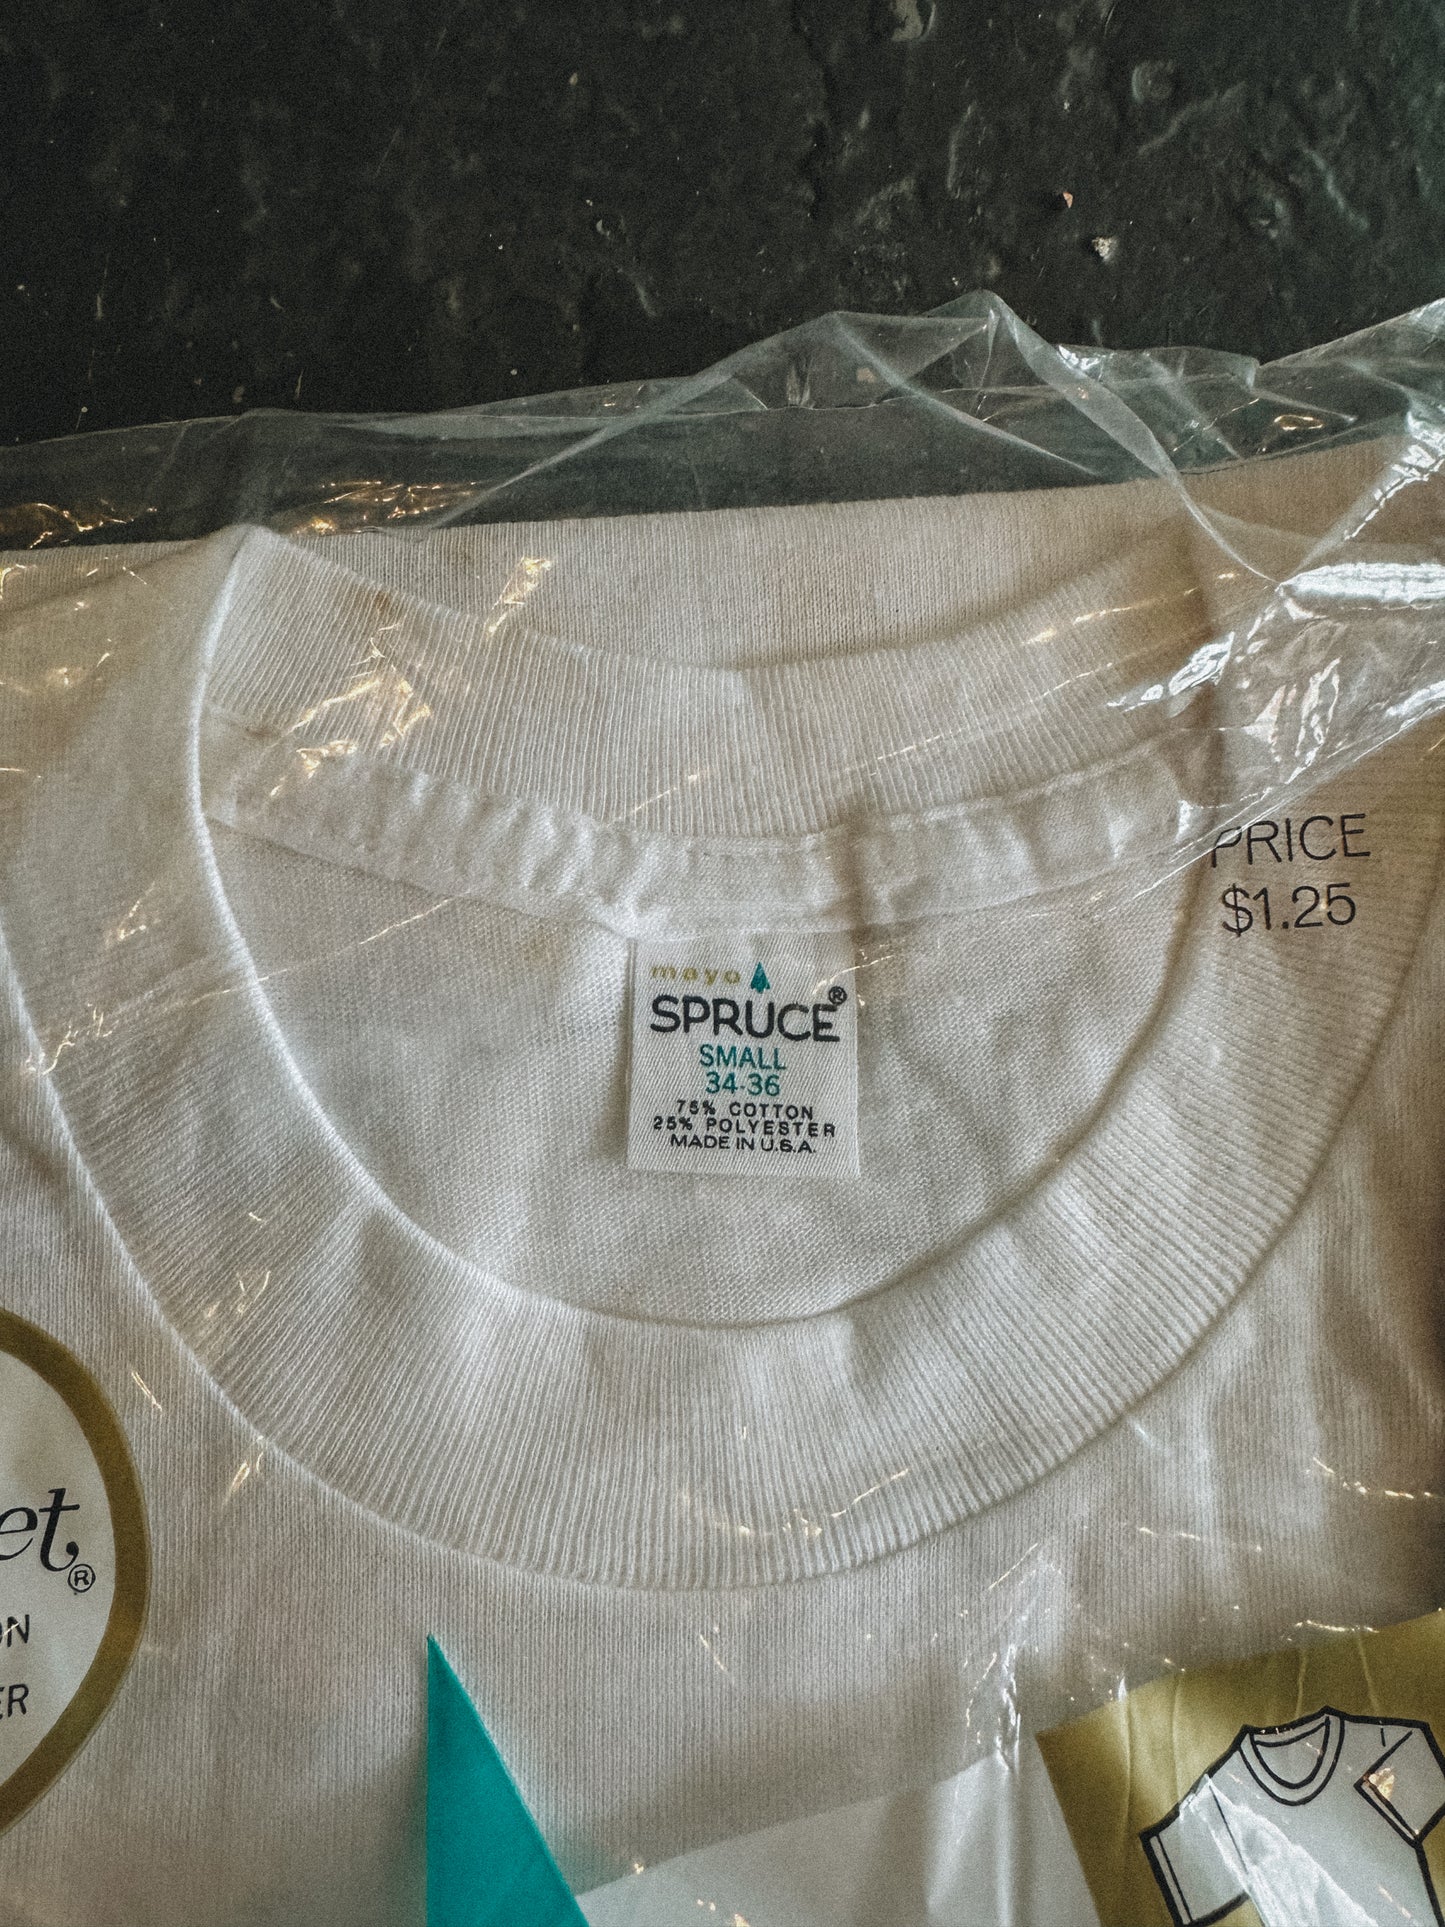 PRICE
$1.25
mayo
SPRUCE®
SMALL
34-36
75% COTTON
25% POLYESTER
MADE IN U.S.A.
et®
ON
ER